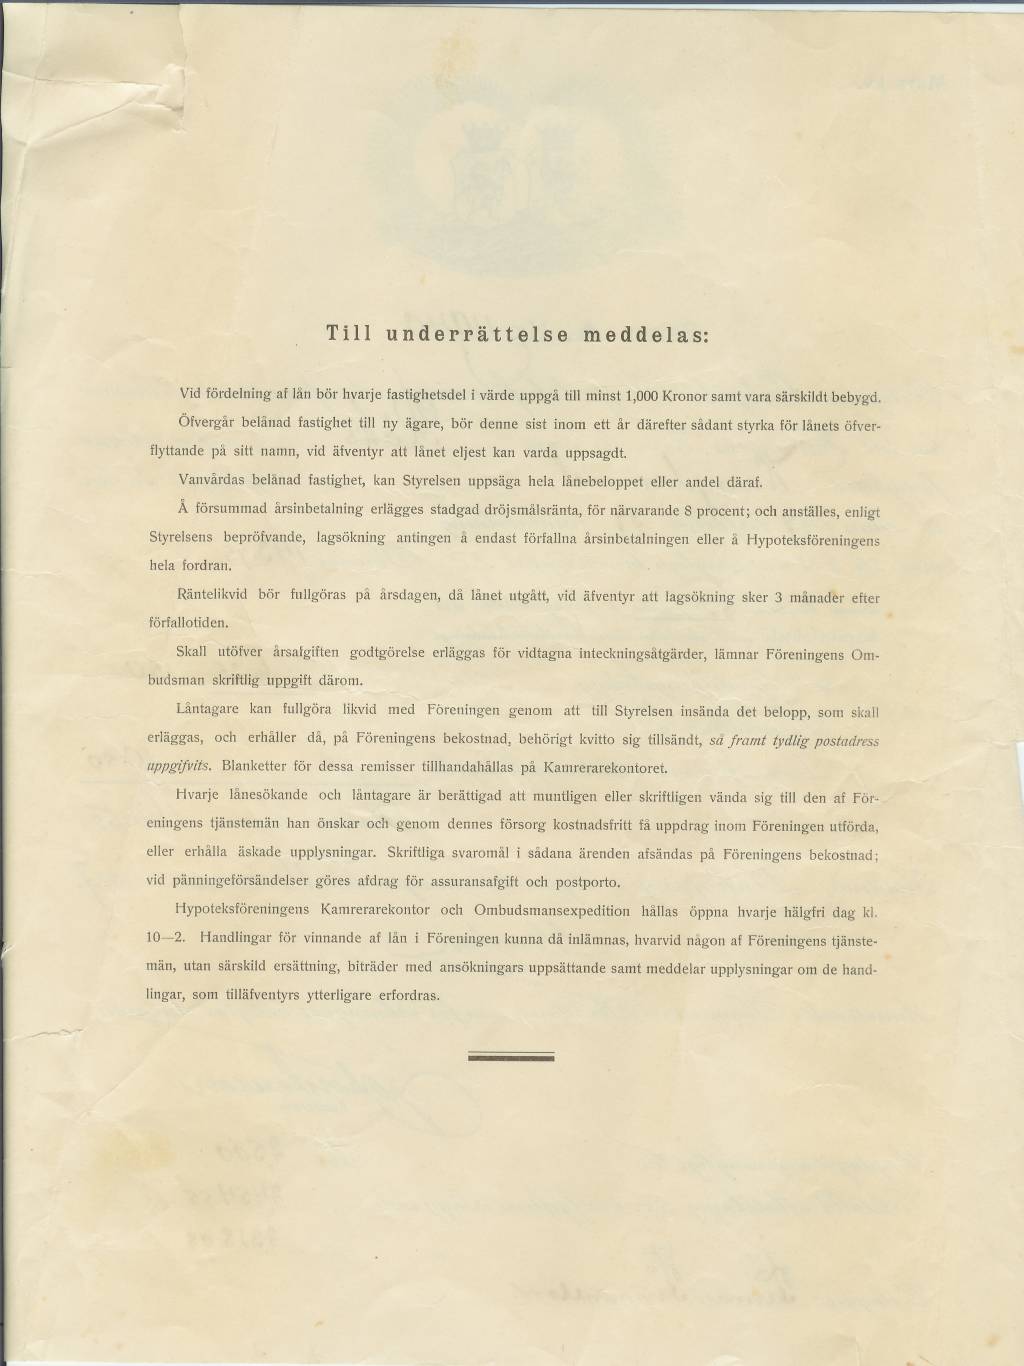 Till underrättelse meddelas:
Vid fördelning af lån bör hvarje fastighetsdel i värde uppgå till minst 1,000 Kronor samt vara särskildt bebygd.
Öfvergår belånad fastighet till ny ägare, bör denne sist inom ett år därefter sådant styrka för lånets öfver-
flyttande på sitt namn, vid äfventyr att lånet eljest kan varda uppsagdt.
Vanvårdas belånad fastighet, kan Styrelsen uppsäga hela lånebeloppet eller andel däraf.
Å försummad årsinbetalning erlägges stadgad dröjsmålsränta, för närvarande 8 procent; och anställes, enligt
Styrelsens bepröfvande, lagsökning antingen å endast förfallna årsinbetalningen eller å Hypoteksföreningens
hela fordran.
Räntelikvid bör fullgöras på årsdagen, då lånet utgått, vid äfventyr att lagsökning sker 3 månader efter
förfallotiden.
Skall utöfver årsafgiften godtgörelse erläggas för vidtagna inteckningsåtgärder, lämnar Föreningens Om-
budsman skriftlig uppgift därom.
Låntagare kan fullgöra likvid med Föreningen genom att till Styrelsen insända det belopp, som skall
erläggas, och erhåller då, på Föreningens bekostnad, behörigt kvitto sig tillsändt, så framt tydlig postadress
uppgifvits. Blanketter för dessa remisser tillhandahållas på Kamrerarekontoret.
Hvarje lånesökande och låntagare är berättigad att muntligen eller skriftligen vända sig till den af För-
eningens tjänstemän han önskar och genom dennes försorg kostnadsfritt få uppdrag inom Föreningen utförda,
eller erhålla äskade upplysningar. Skriftliga svaromål i sådana ärenden afsändas på Föreningens bekostnad;
vid pänningeförsändelser göres afdrag för assuransafgift och postporto.
Hypoteksföreningens Kamrerarekontor och Ombudsmansexpedition hållas öppna hvarje hälgfri dag kl.
10—2. Handlingar för vinnande af lån i Föreningen kunna då inlämnas, hvarvid någon af Föreningens tjänste-
män, utan särskild ersättning, biträder med ansökningars uppsättande samt meddelar upplysningar om de hand-
lingar, som tilläfventyrs ytterligare erfordras.